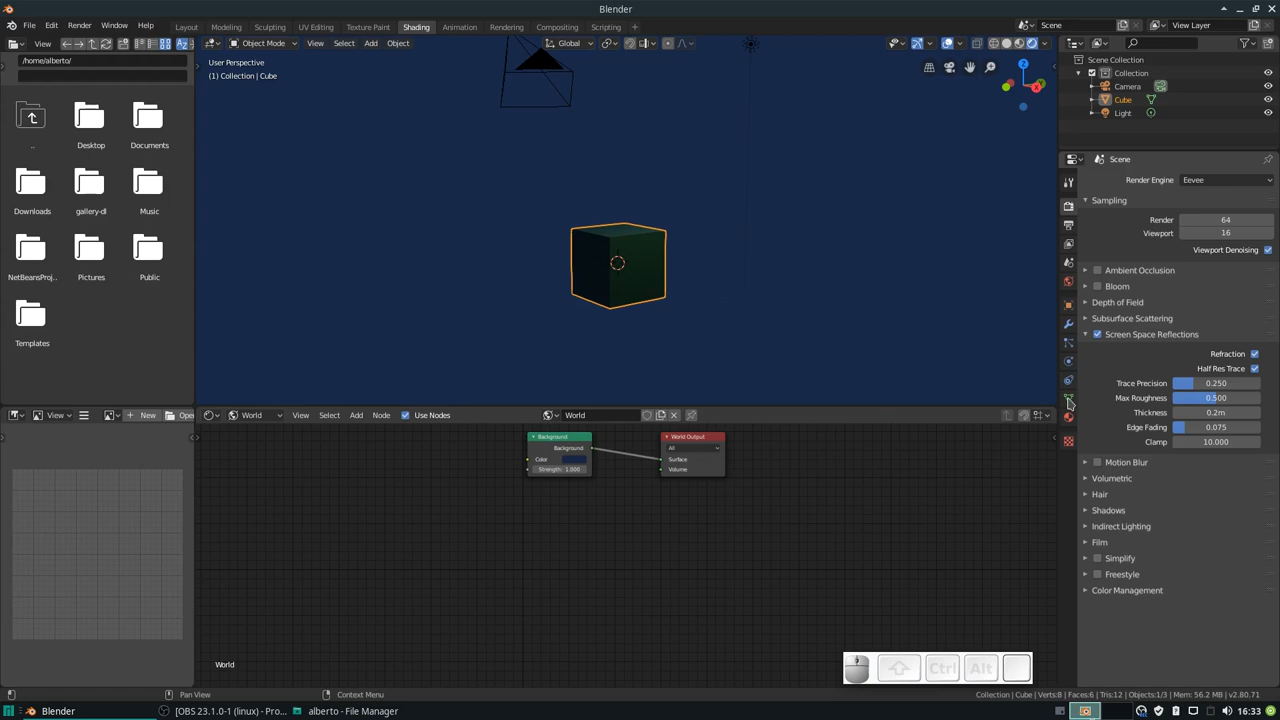 Blender
File Edit Render Window Help
Layout Modeling Sculpting UV Editing Texture Paint Shading Animation Rendering Compositing Scripting
Scene
View Layer
View
Object Mode View Select Add Object
Global
/home/alberto/
User Perspective
(1) Collection | Cube
..
Desktop
Documents
Downloads
gallery-dl
Music
NetBeansProj...
Pictures
Public
Templates
Scene Collection
Collection
Camera
Cube
Light
Scene
Render Engine Eevee
Sampling
Render 64
Viewport 16
Viewport Denoising
Ambient Occlusion
Bloom
Depth of Field
Subsurface Scattering
Screen Space Reflections
Refraction
Half Res Trace
Trace Precision 0.250
Max Roughness 0.500
Thickness 0.2m
Edge Fading 0.075
Clamp 10.000
Motion Blur
Volumetric
Hair
Shadows
Indirect Lighting
Film
Simplify
Freestyle
Color Management
View New Open
World View Select Add Node Use Nodes World
Background
Background
Color
Strength: 1.000
World Output
All
Surface
Volume
World
Ctrl Alt
Pan View
Context Menu
Collection | Cube | Verts:8 | Faces:6 | Tris:12 | Objects:1/3 | Mem: 56.2 MB | v2.80.71
Blender
[OBS 23.1.0-1 (linux) - Pro...
alberto - File Manager
16:33